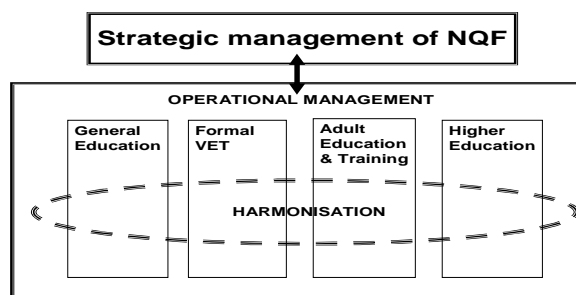 Strategic management of NQF
OPERATIONAL MANAGEMENT
General
Education
Formal
VET
Adult
Education
& Training
Higher
Education
HARMONISATION